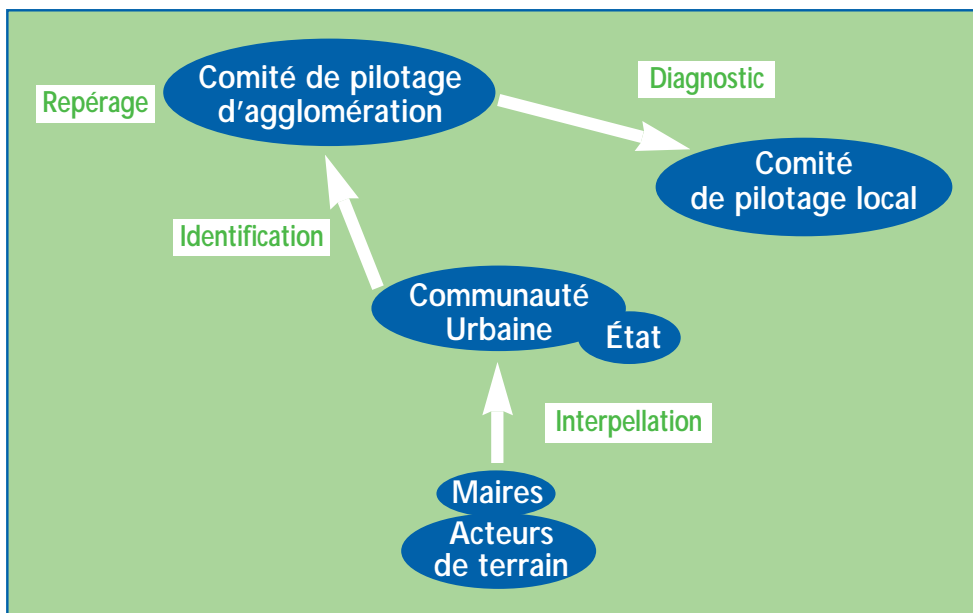 Repérage
Comité de pilotage
d'agglomération
Diagnostic
Comité
de pilotage local
Identification
Communauté
Urbaine
État
Interpellation
Maires
Acteurs
de terrain